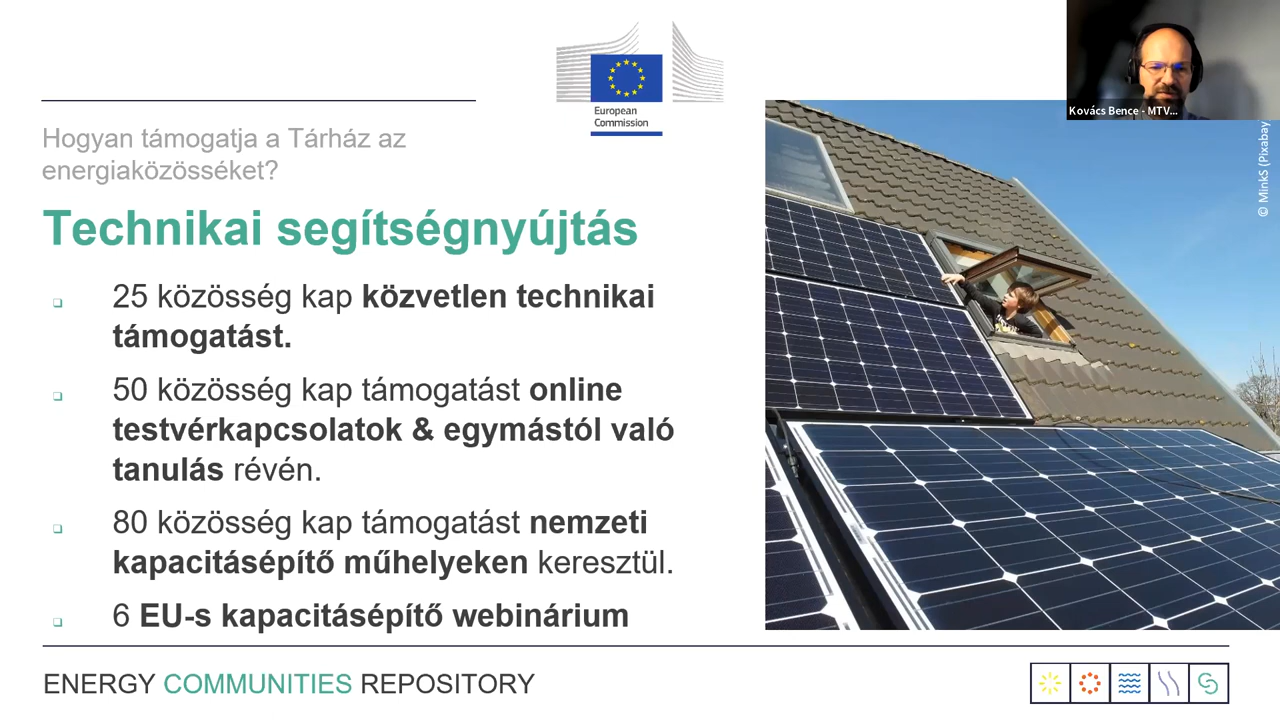 European
Commission
Kovács Bence - MTV...
© MinkS (Pixabay
Hogyan támogatja a Tárház az
energiaközösséket?
Technikai segítségnyújtás
25 közösség kap közvetlen technikai
támogatást.
50 közösség kap támogatást online
testvérkapcsolatok & egymástól való
tanulás révén.
80 közösség kap támogatást nemzeti
kapacitásépítő műhelyeken keresztül.
6 EU-s kapacitásépítő webinárium
ENERGY COMMUNITIES REPOSITORY